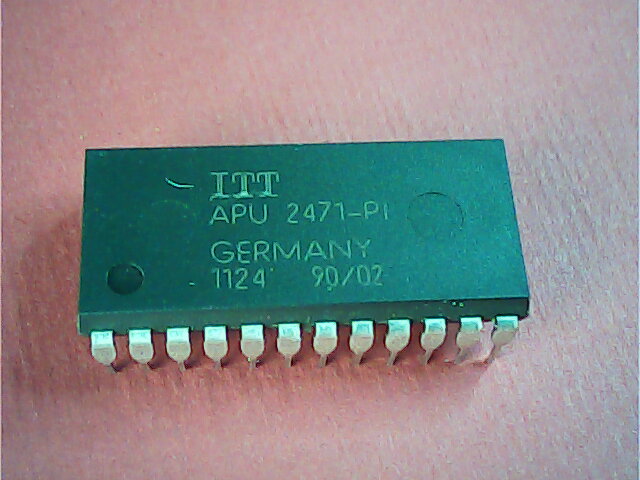 ITT
APU 2471-PI
GERMANY
1124 90/02